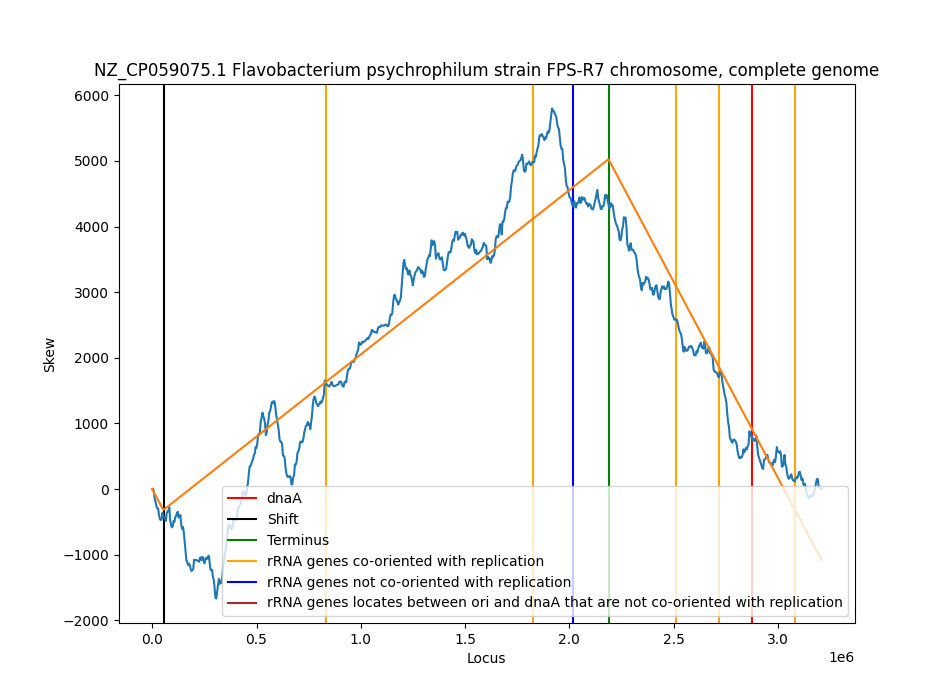 NZ_CP059075.1 Flavobacterium psychrophilum strain FPS-R7 chromosome, complete genome
6000
5000
4000
3000
2000
1000
0
−1000
−2000
Skew
dnaA
Shift
Terminus
rRNA genes co-oriented with replication
rRNA genes not co-oriented with replication
rRNA genes locates between ori and dnaA that are not co-oriented with replication
0.0 0.5 1.0 1.5 2.0 2.5 3.0
1e6
Locus